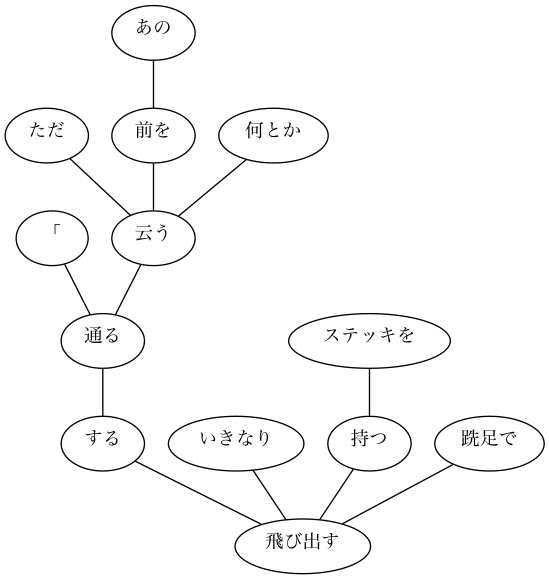 あの
ただ
前を
何とか
「
云う
通る
ステッキを
する
いきなり
持つ
跣足で
飛び出す